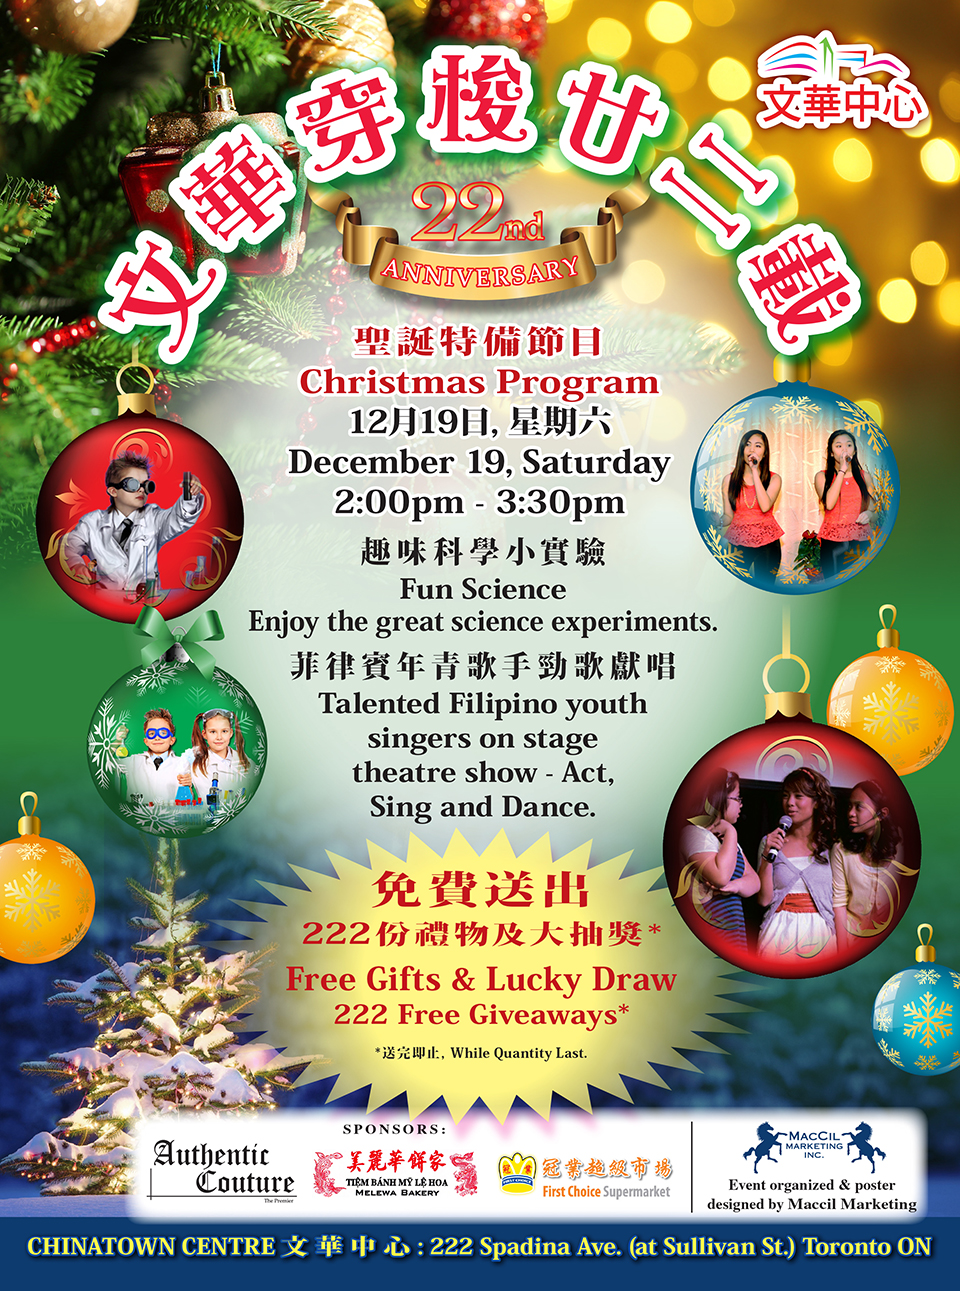 文華穿梭廿二載
文華中心
22nd
ANNIVERSARY
聖誕特備節目
Christmas Program
12月19日, 星期六
December 19, Saturday
2:00pm - 3:30pm
趣味科學小實驗
Fun Science
Enjoy the great science experiments.
菲律賓年青歌手勁歌獻唱
Talented Filipino youth
singers on stage
theatre show - Act,
Sing and Dance.
免費送出
222份禮物及大抽獎*
Free Gifts & Lucky Draw
222 Free Giveaways*
*送完即止, While Quantity Last.
SPONSORS:
Authentic
Couture
The Premier
美麗華餅家
TIỆM BÁNH MỸ LỆ HOA
MELEWA BAKERY
冠業
FIRST CHOICE
冠業超級市場
First Choice Supermarket
MACCIL
MARKETING
INC.
Event organized & poster
designed by Maccil Marketing
CHINATOWN CENTRE 文華中心 : 222 Spadina Ave. (at Sullivan St.) Toronto ON